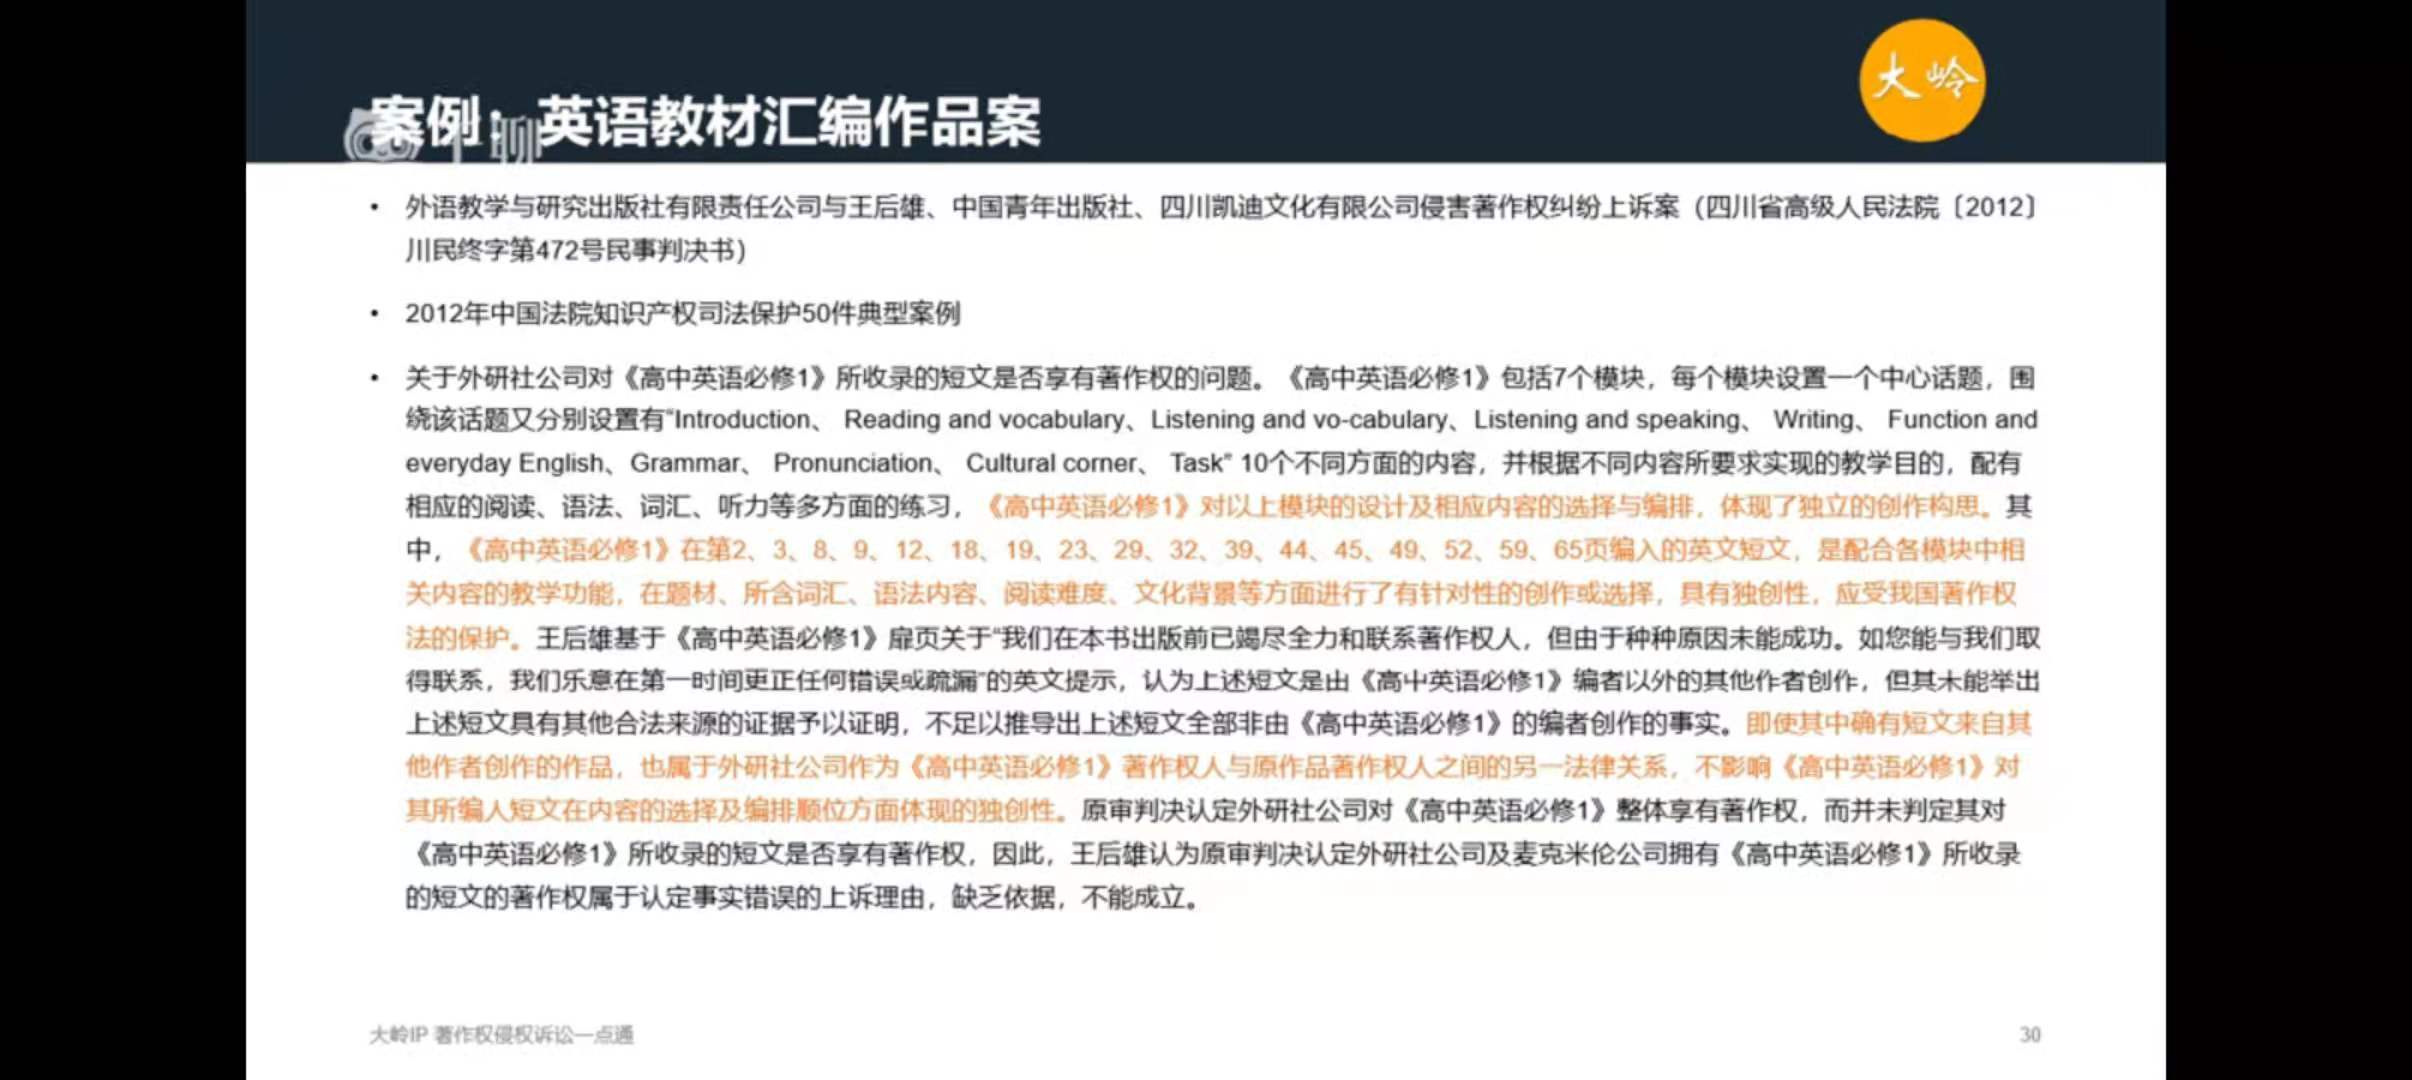 大岭
案例：英语教材汇编作品案
千聊
• 外语教学与研究出版社有限责任公司与王后雄、中国青年出版社、四川凯迪文化有限公司侵害著作权纠纷上诉案（四川省高级人民法院〔2012〕
川民终字第472号民事判决书）
• 2012年中国法院知识产权司法保护50件典型案例
• 关于外研社公司对《高中英语必修1》所收录的短文是否享有著作权的问题。《高中英语必修1》包括7个模块，每个模块设置一个中心话题，围
绕该话题又分别设置有“Introduction、 Reading and vocabulary、Listening and vo-cabulary、Listening and speaking、 Writing、 Function and
everyday English、Grammar、 Pronunciation、 Cultural corner、 Task” 10个不同方面的内容，并根据不同内容所要求实现的教学目的，配有
相应的阅读、语法、词汇、听力等多方面的练习，《高中英语必修1》对以上模块的设计及相应内容的选择与编排，体现了独立的创作构思。其
中，《高中英语必修1》在第2、3、8、9、12、18、19、23、29、32、39、44、45、49、52、59、65页编入的英文短文，是配合各模块中相
关内容的教学功能，在题材、所含词汇、语法内容、阅读难度、文化背景等方面进行了有针对性的创作或选择，具有独创性，应受我国著作权
法的保护。王后雄基于《高中英语必修1》扉页关于“我们在本书出版前已竭尽全力和联系著作权人，但由于种种原因未能成功。如您能与我们取
得联系，我们乐意在第一时间更正任何错误或疏漏”的英文提示，认为上述短文是由《高中英语必修1》编者以外的其他作者创作，但其未能举出
上述短文具有其他合法来源的证据予以证明，不足以推导出上述短文全部非由《高中英语必修1》的编者创作的事实。即使其中确有短文来自其
他作者创作的作品，也属于外研社公司作为《高中英语必修1》著作权人与原作品著作权人之间的另一法律关系，不影响《高中英语必修1》对
其所编入短文在内容的选择及编排顺位方面体现的独创性。原审判决认定外研社公司对《高中英语必修1》整体享有著作权，而并未判定其对
《高中英语必修1》所收录的短文是否享有著作权，因此，王后雄认为原审判决认定外研社公司及麦克米伦公司拥有《高中英语必修1》所收录
的短文的著作权属于认定事实错误的上诉理由，缺乏依据，不能成立。
大岭IP 著作权侵权诉讼一点通
30